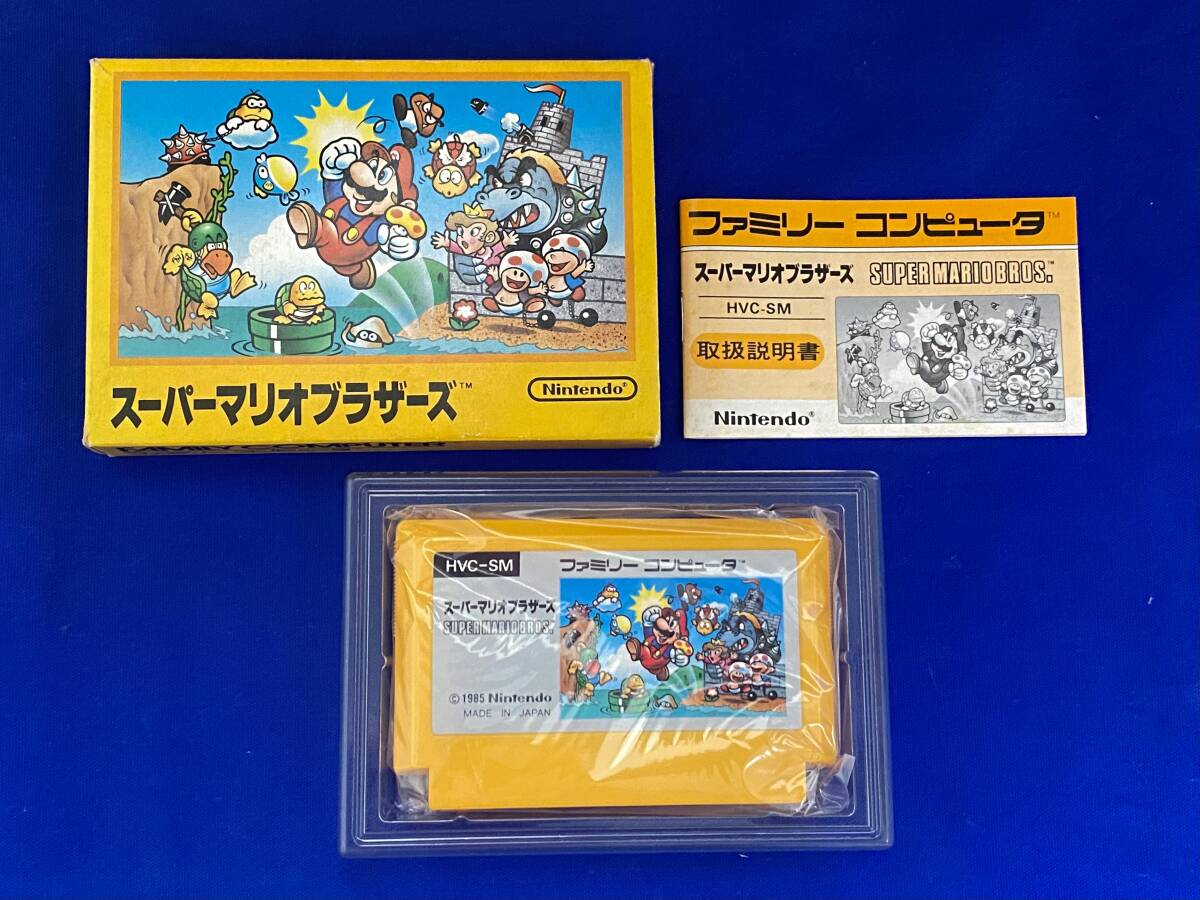 スーパーマリオブラザーズ™
Nintendo®
FAMILY COMPUTER
ファミリー コンピュータ™
スーパーマリオブラザーズ SUPER MARIO BROS.™
HVC-SM
取扱説明書
Nintendo®
HVC-SM
ファミリー コンピュータ™
スーパーマリオブラザーズ
SUPER MARIO BROS.
©1985 Nintendo
MADE IN JAPAN